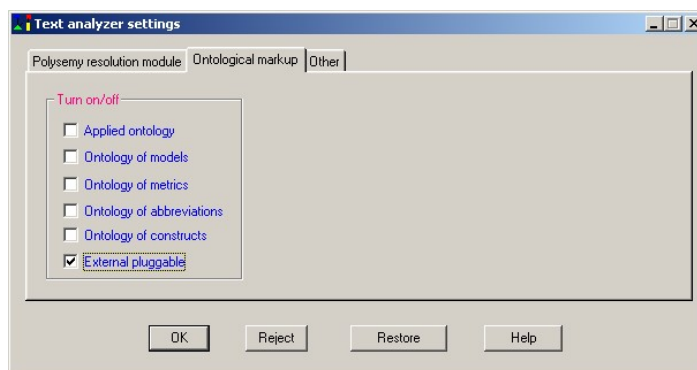 Text analyzer settings
Polysemy resolution module Ontological markup Other
Turn on/off
Applied ontology
Ontology of models
Ontology of metrics
Ontology of abbreviations
Ontology of constructs
External pluggable
OK Reject Restore Help